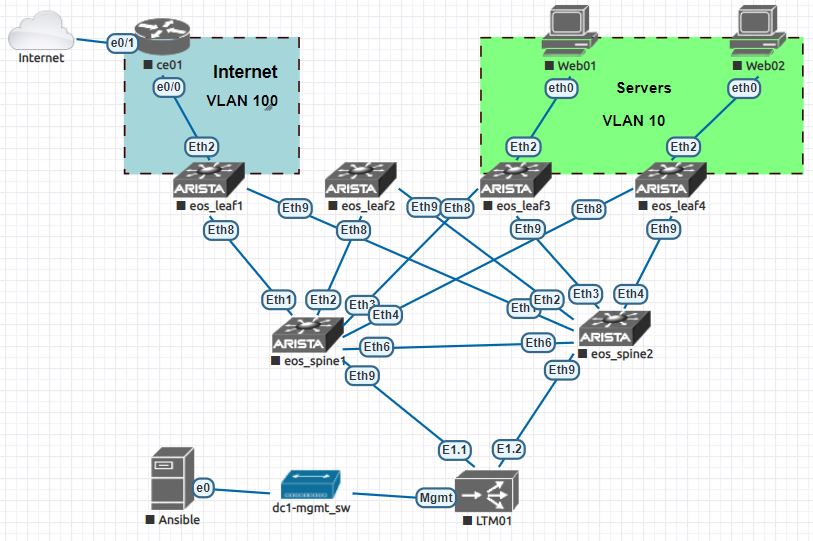 Internet
e0/1
ce01
e0/0
Internet
VLAN 100
Web01
eth0
Web02
eth0
Servers
VLAN 10
Eth2
Eth2
Eth2
ARISTA
eos_leaf1
ARISTA
eos_leaf2
ARISTA
eos_leaf3
ARISTA
eos_leaf4
Eth9
Eth9
Eth8
Eth8
Eth8
Eth8
Eth9
Eth9
Eth1
Eth2
Eth3
Eth4
Eth1
Eth2
Eth3
Eth4
ARISTA
eos_spine1
ARISTA
eos_spine2
Eth6
Eth6
Eth9
Eth9
E1.1
E1.2
e0
Ansible
dc1-mgmt_sw
Mgmt
LTM01